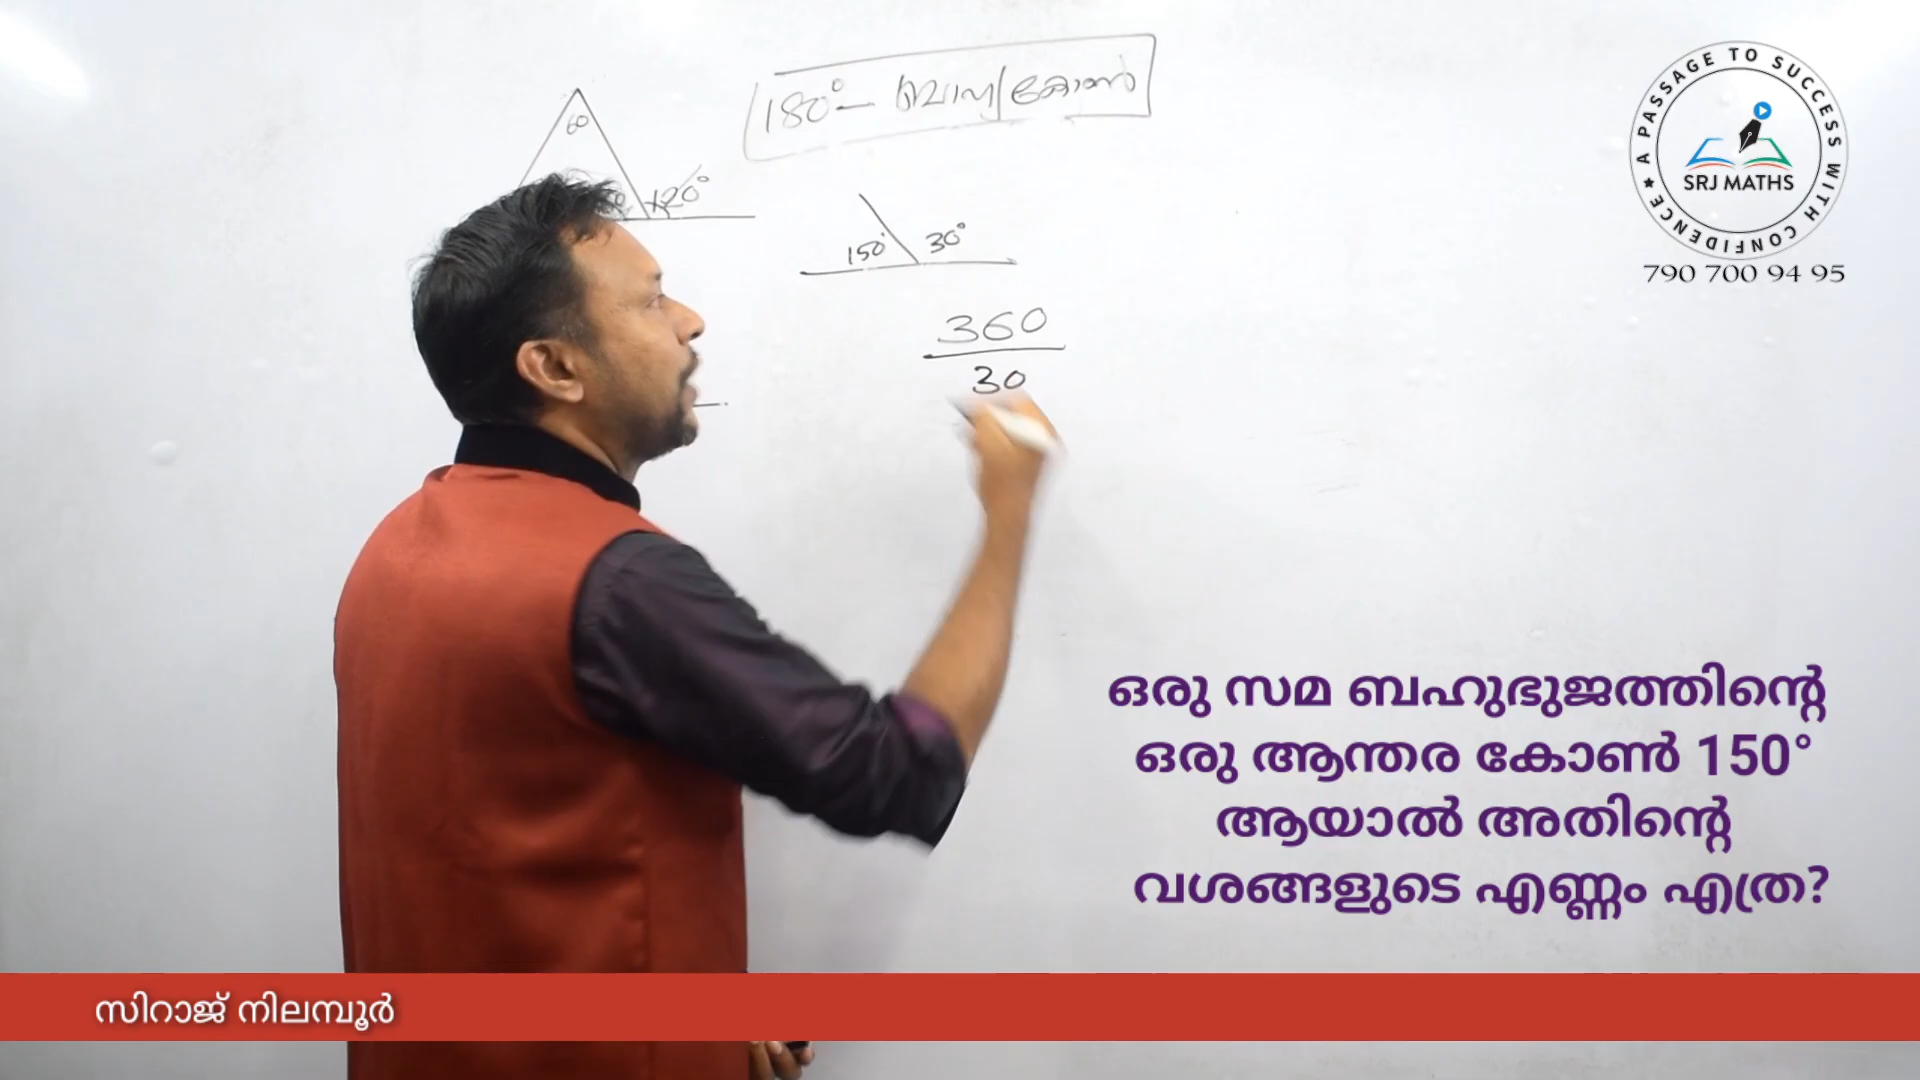 180° - ബാഹ്യകോൺ
60
120°
150° 30°
360
30
A PASSAGE TO SUCCESS WITH CONFIDENCE
SRJ MATHS
790 700 94 95
ഒരു സമ ബഹുഭുജത്തിന്റെ
ഒരു ആന്തര കോൺ 150°
ആയാൽ അതിന്റെ
വശങ്ങളുടെ എണ്ണം എത്ര?
സിറാജ് നിലമ്പൂർ